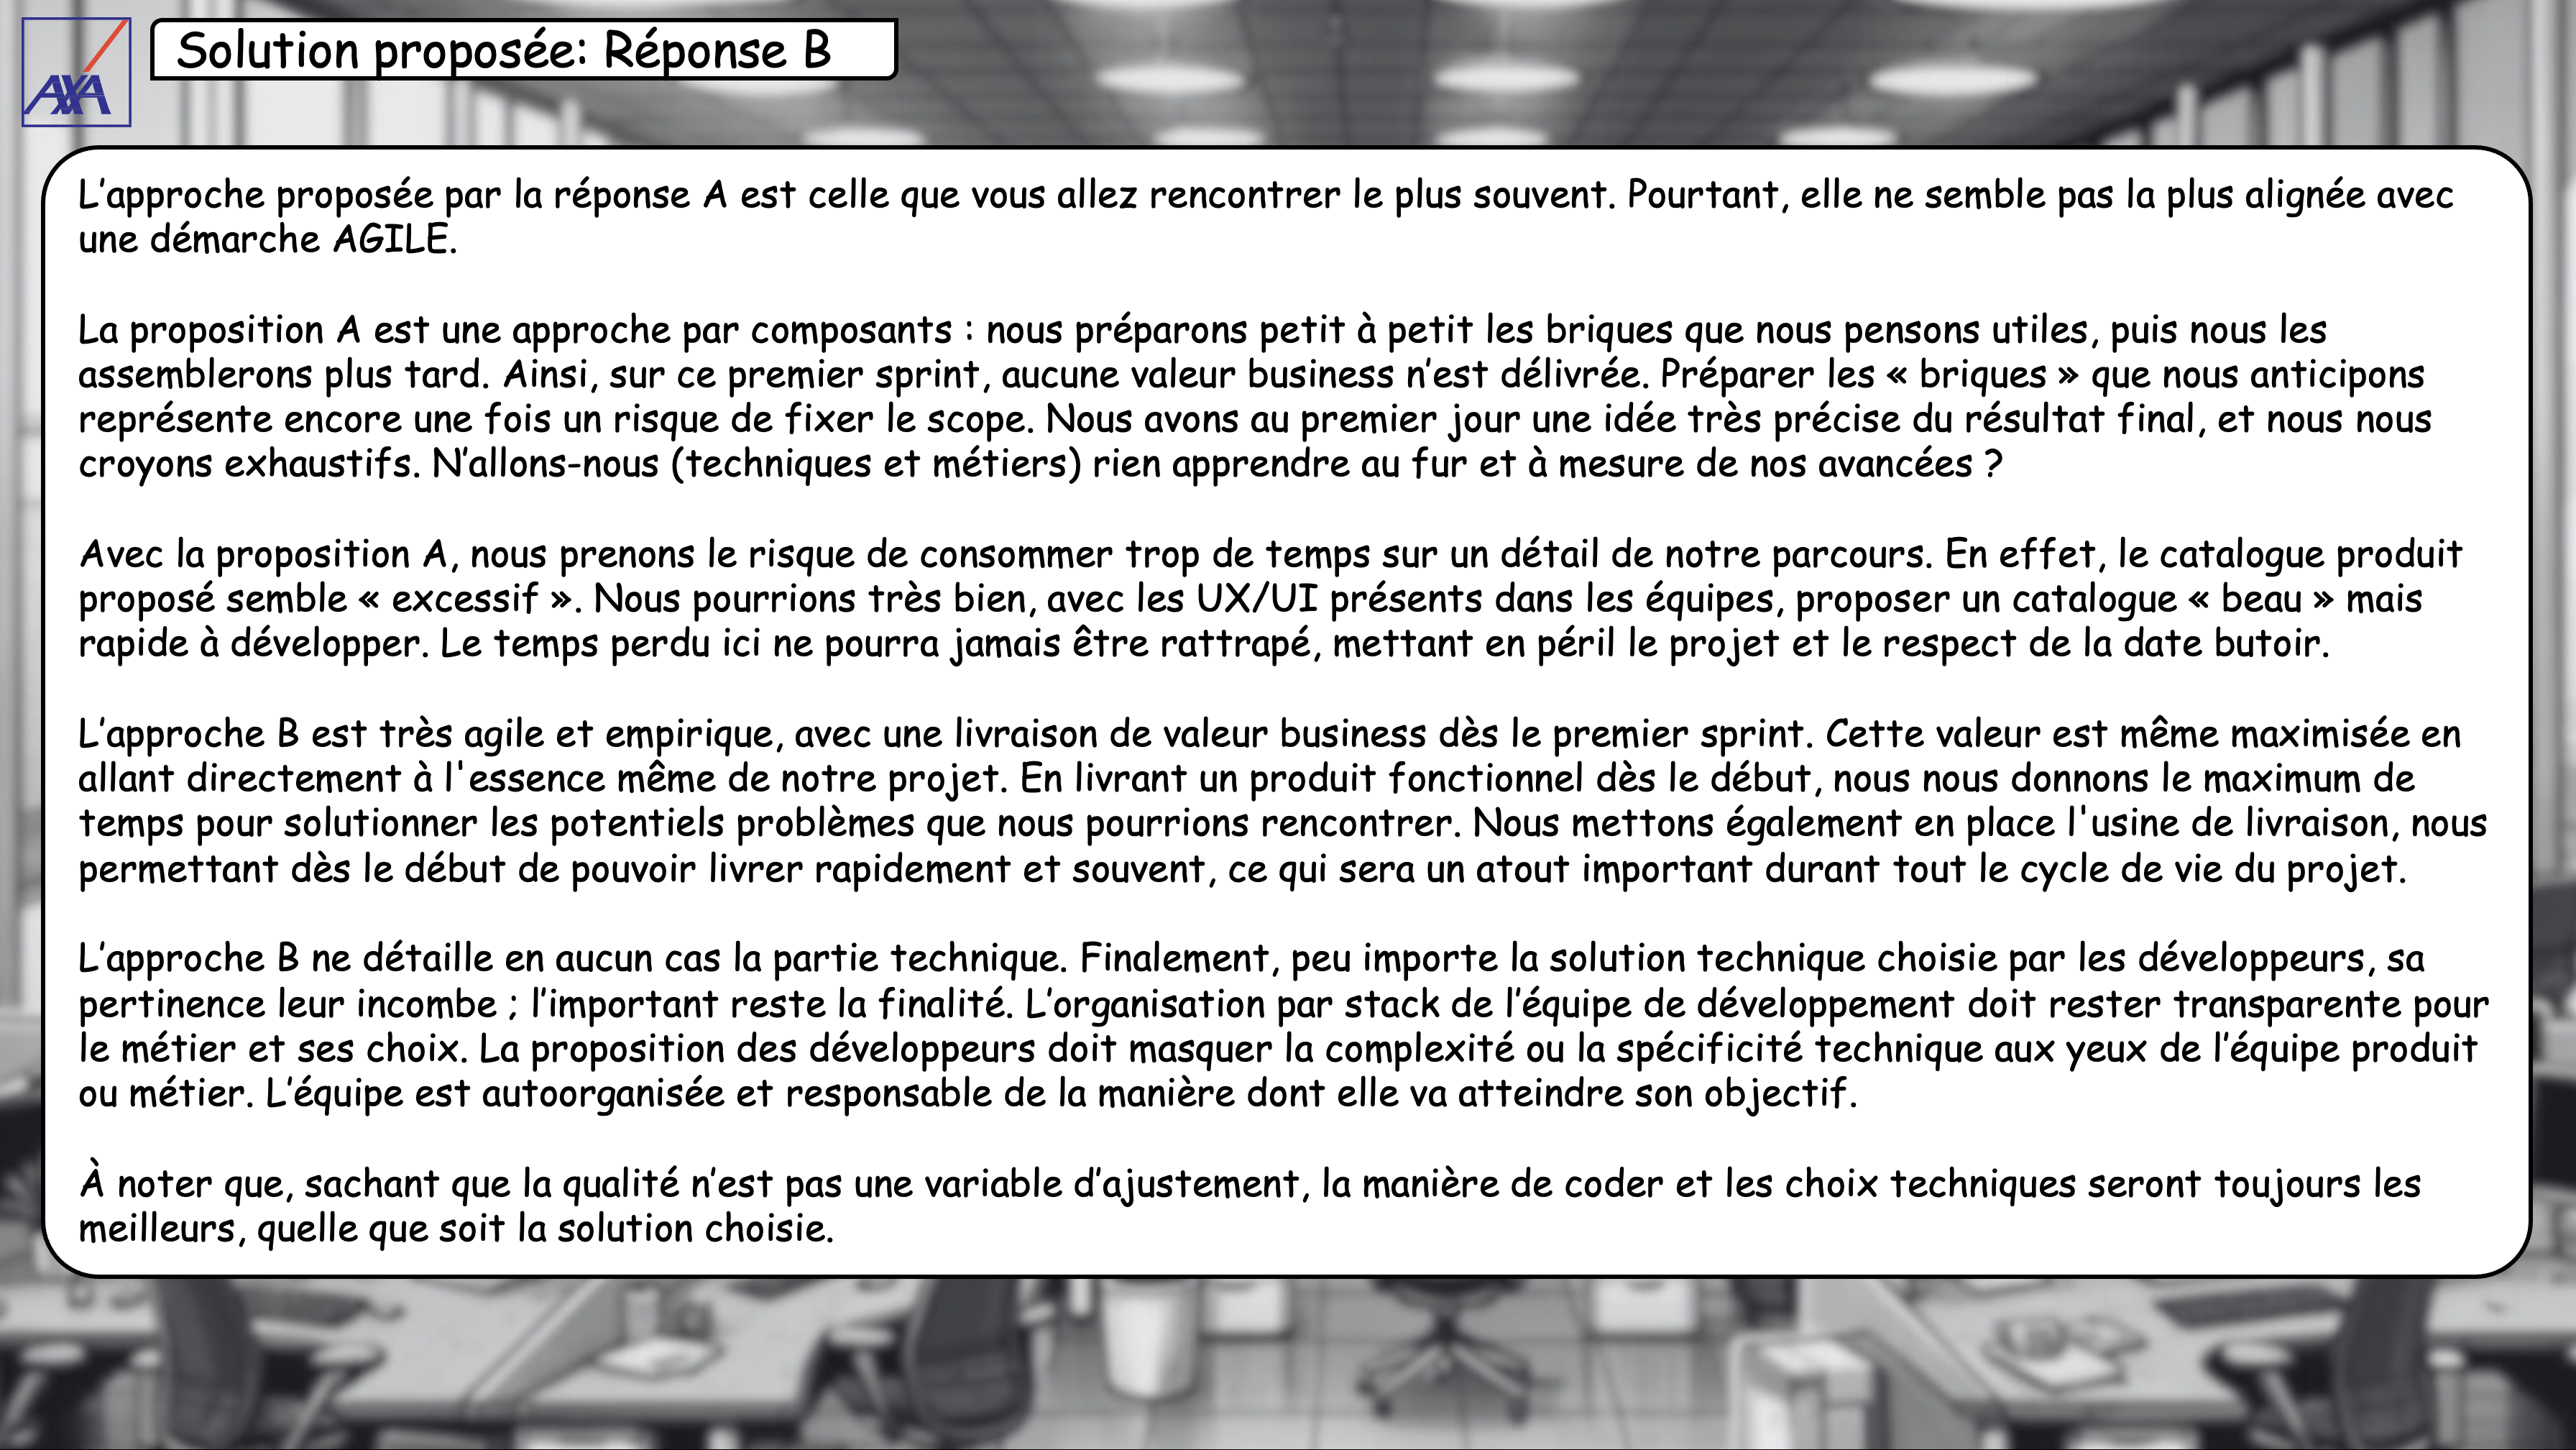 AXA
Solution proposée: Réponse B
L’approche proposée par la réponse A est celle que vous allez rencontrer le plus souvent. Pourtant, elle ne semble pas la plus alignée avec
une démarche AGILE.
La proposition A est une approche par composants : nous préparons petit à petit les briques que nous pensons utiles, puis nous les
assemblerons plus tard. Ainsi, sur ce premier sprint, aucune valeur business n’est délivrée. Préparer les « briques » que nous anticipons
représente encore une fois un risque de fixer le scope. Nous avons au premier jour une idée très précise du résultat final, et nous nous
croyons exhaustifs. N’allons-nous (techniques et métiers) rien apprendre au fur et à mesure de nos avancées ?
Avec la proposition A, nous prenons le risque de consommer trop de temps sur un détail de notre parcours. En effet, le catalogue produit
proposé semble « excessif ». Nous pourrions très bien, avec les UX/UI présents dans les équipes, proposer un catalogue « beau » mais
rapide à développer. Le temps perdu ici ne pourra jamais être rattrapé, mettant en péril le projet et le respect de la date butoir.
L’approche B est très agile et empirique, avec une livraison de valeur business dès le premier sprint. Cette valeur est même maximisée en
allant directement à l'essence même de notre projet. En livrant un produit fonctionnel dès le début, nous nous donnons le maximum de
temps pour solutionner les potentiels problèmes que nous pourrions rencontrer. Nous mettons également en place l'usine de livraison, nous
permettant dès le début de pouvoir livrer rapidement et souvent, ce qui sera un atout important durant tout le cycle de vie du projet.
L’approche B ne détaille en aucun cas la partie technique. Finalement, peu importe la solution technique choisie par les développeurs, sa
pertinence leur incombe ; l’important reste la finalité. L’organisation par stack de l’équipe de développement doit rester transparente pour
le métier et ses choix. La proposition des développeurs doit masquer la complexité ou la spécificité technique aux yeux de l’équipe produit
ou métier. L’équipe est autoorganisée et responsable de la manière dont elle va atteindre son objectif.
À noter que, sachant que la qualité n’est pas une variable d’ajustement, la manière de coder et les choix techniques seront toujours les
meilleurs, quelle que soit la solution choisie.